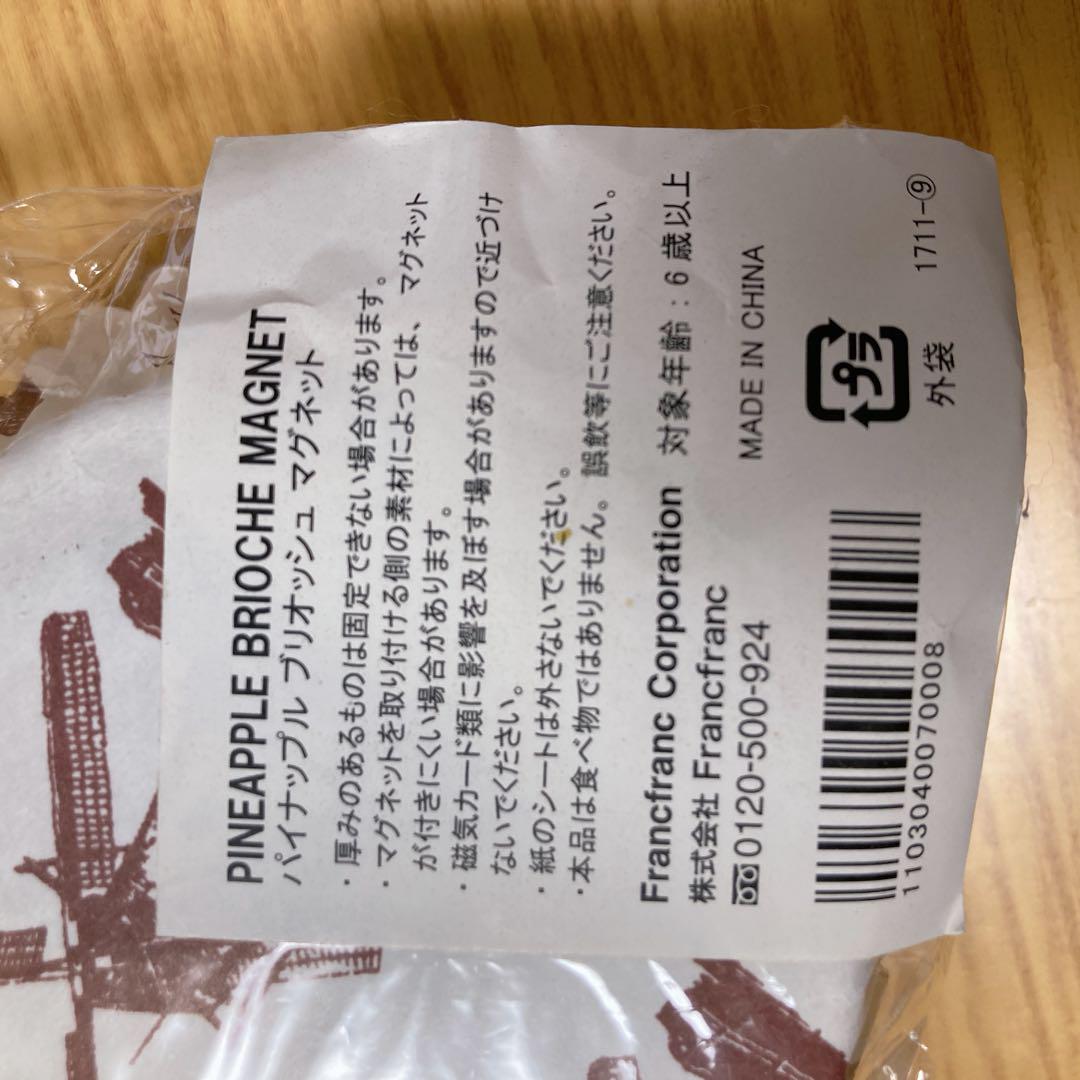 PINEAPPLE BRIOCHE MAGNET
パイナップル ブリオッシュ マグネット
・厚みのあるものは固定できない場合があります。
・マグネットを取り付ける側の素材によっては、マグネット
が付きにくい場合があります。
・磁気カード類に影響を及ぼす場合がありますので近づけ
ないでください。
・紙のシートは外さないでください。
・本品は食べ物ではありません。誤飲等にご注意ください。
Francfranc Corporation
株式会社 Francfranc
0120-500-924
対象年齢：6 歳以上
MADE IN CHINA
プラ
外袋
1711-⑨
1103040070008